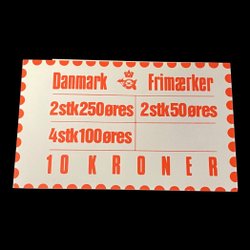 Danmark Frimærker
2stk250øres 2stk50øres
4stk100øres
10 KRONER